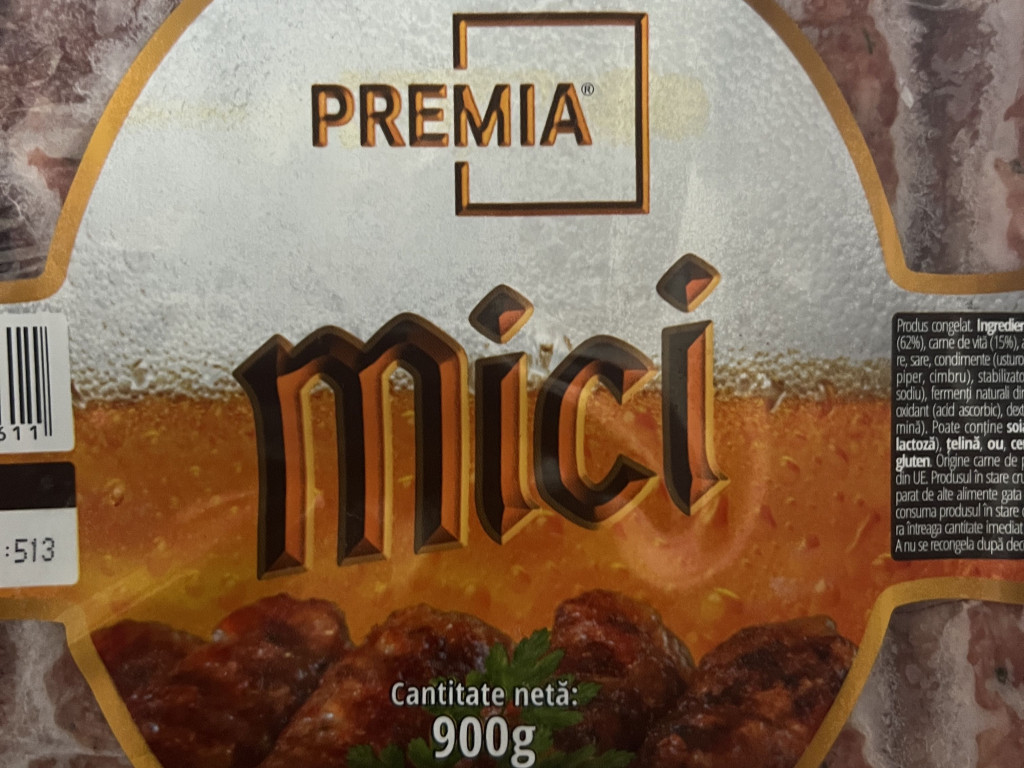 PREMIA®
mici
611
:513
Produs congelat. Ingredien
(62%), carne de vită (15%), a
re, sare, condimente (usturo
piper, cimbru), stabilizato
sodiu), fermenți naturali din
oxidant (acid ascorbic), dext
mină). Poate conține soia
lactoză), țelină, ou, ce
gluten. Origine carne de p
din UE. Produsul în stare cru
parat de alte alimente gata
consuma produsul în stare c
ra întreaga cantitate imediat
A nu se recongela după dec
Cantitate netă:
900g